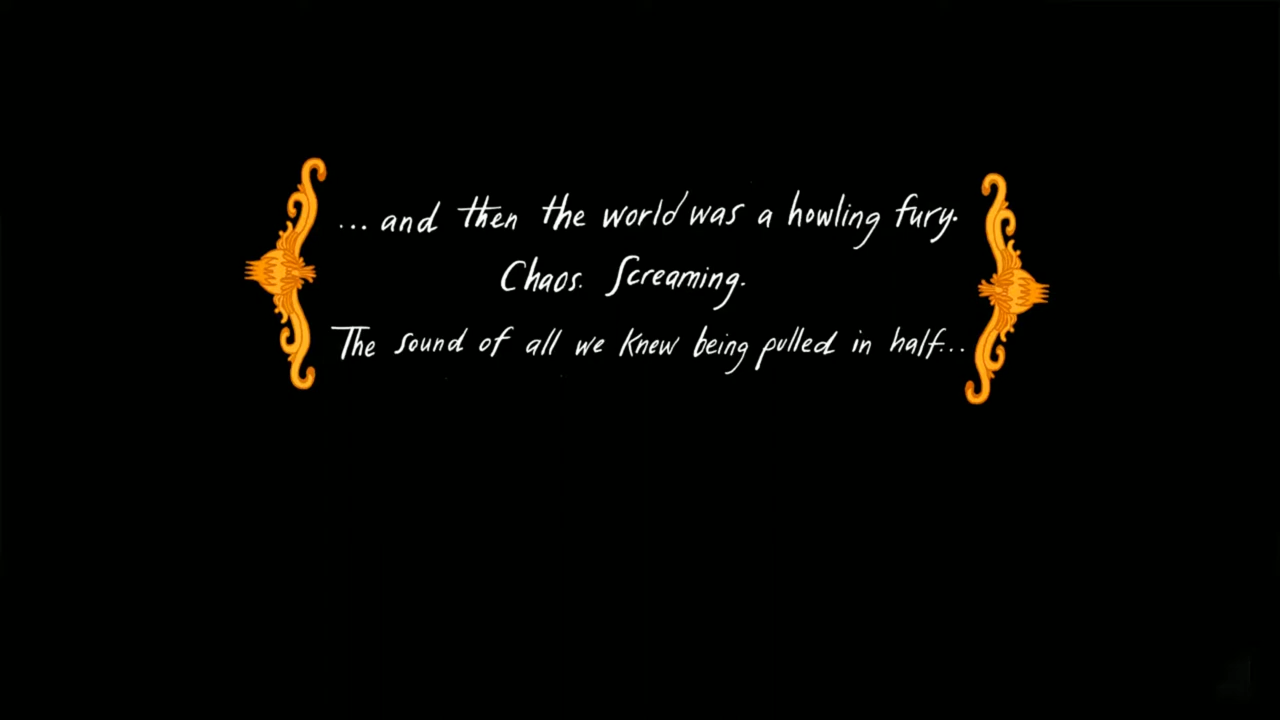 ...and then the world was a howling fury.
Chaos. Screaming.
The sound of all we knew being pulled in half...